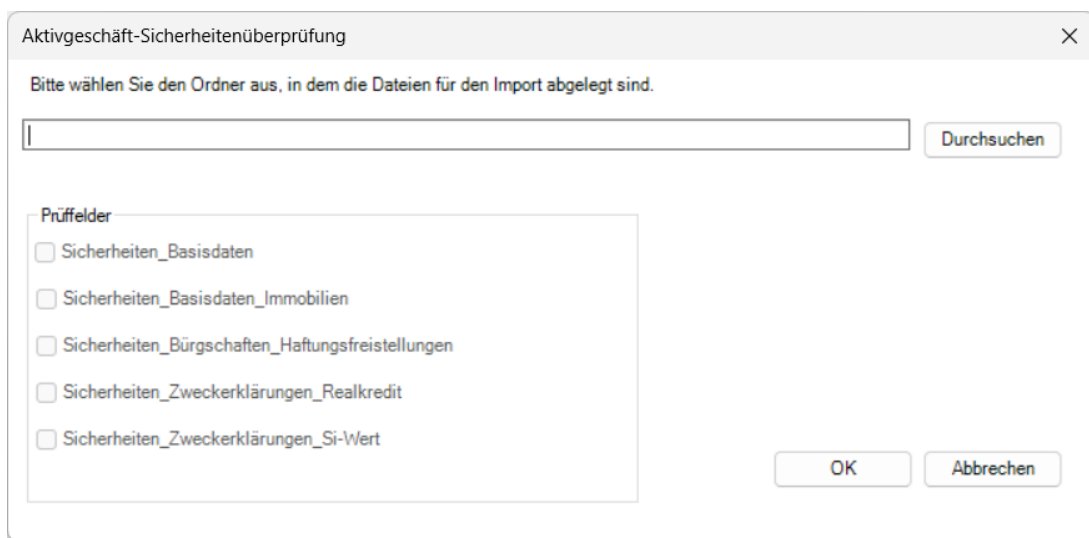 Aktivgeschäft-Sicherheitenüberprüfung
Bitte wählen Sie den Ordner aus, in dem die Dateien für den Import abgelegt sind.
Durchsuchen
Prüffelder
Sicherheiten_Basisdaten
Sicherheiten_Basisdaten_Immobilien
Sicherheiten_Bürgschaften_Haftungsfreistellungen
Sicherheiten_Zweckerklärungen_Realkredit
Sicherheiten_Zweckerklärungen_Si-Wert
OK
Abbrechen